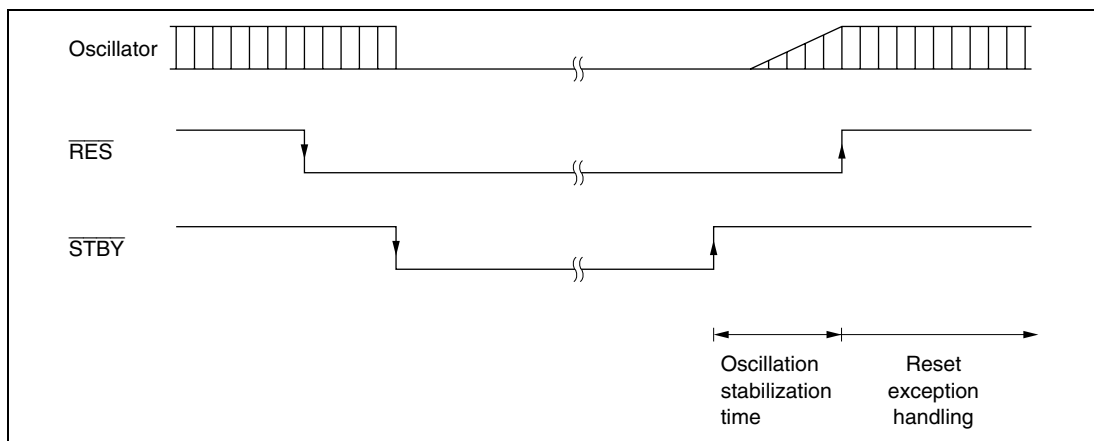 Oscillator
RES
STBY
Oscillation
stabilization
time
Reset
exception
handling